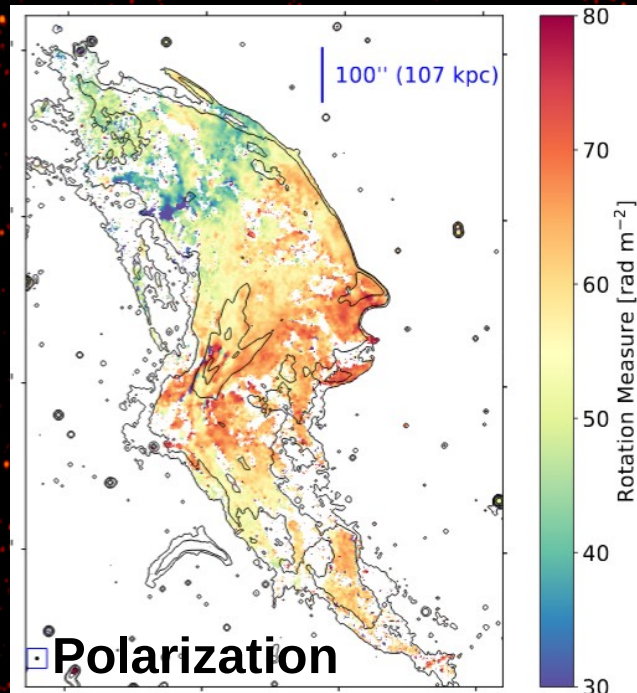 100'' (107 kpc)
Polarization
80
70
60
50
40
30
Rotation Measure [rad m⁻²]